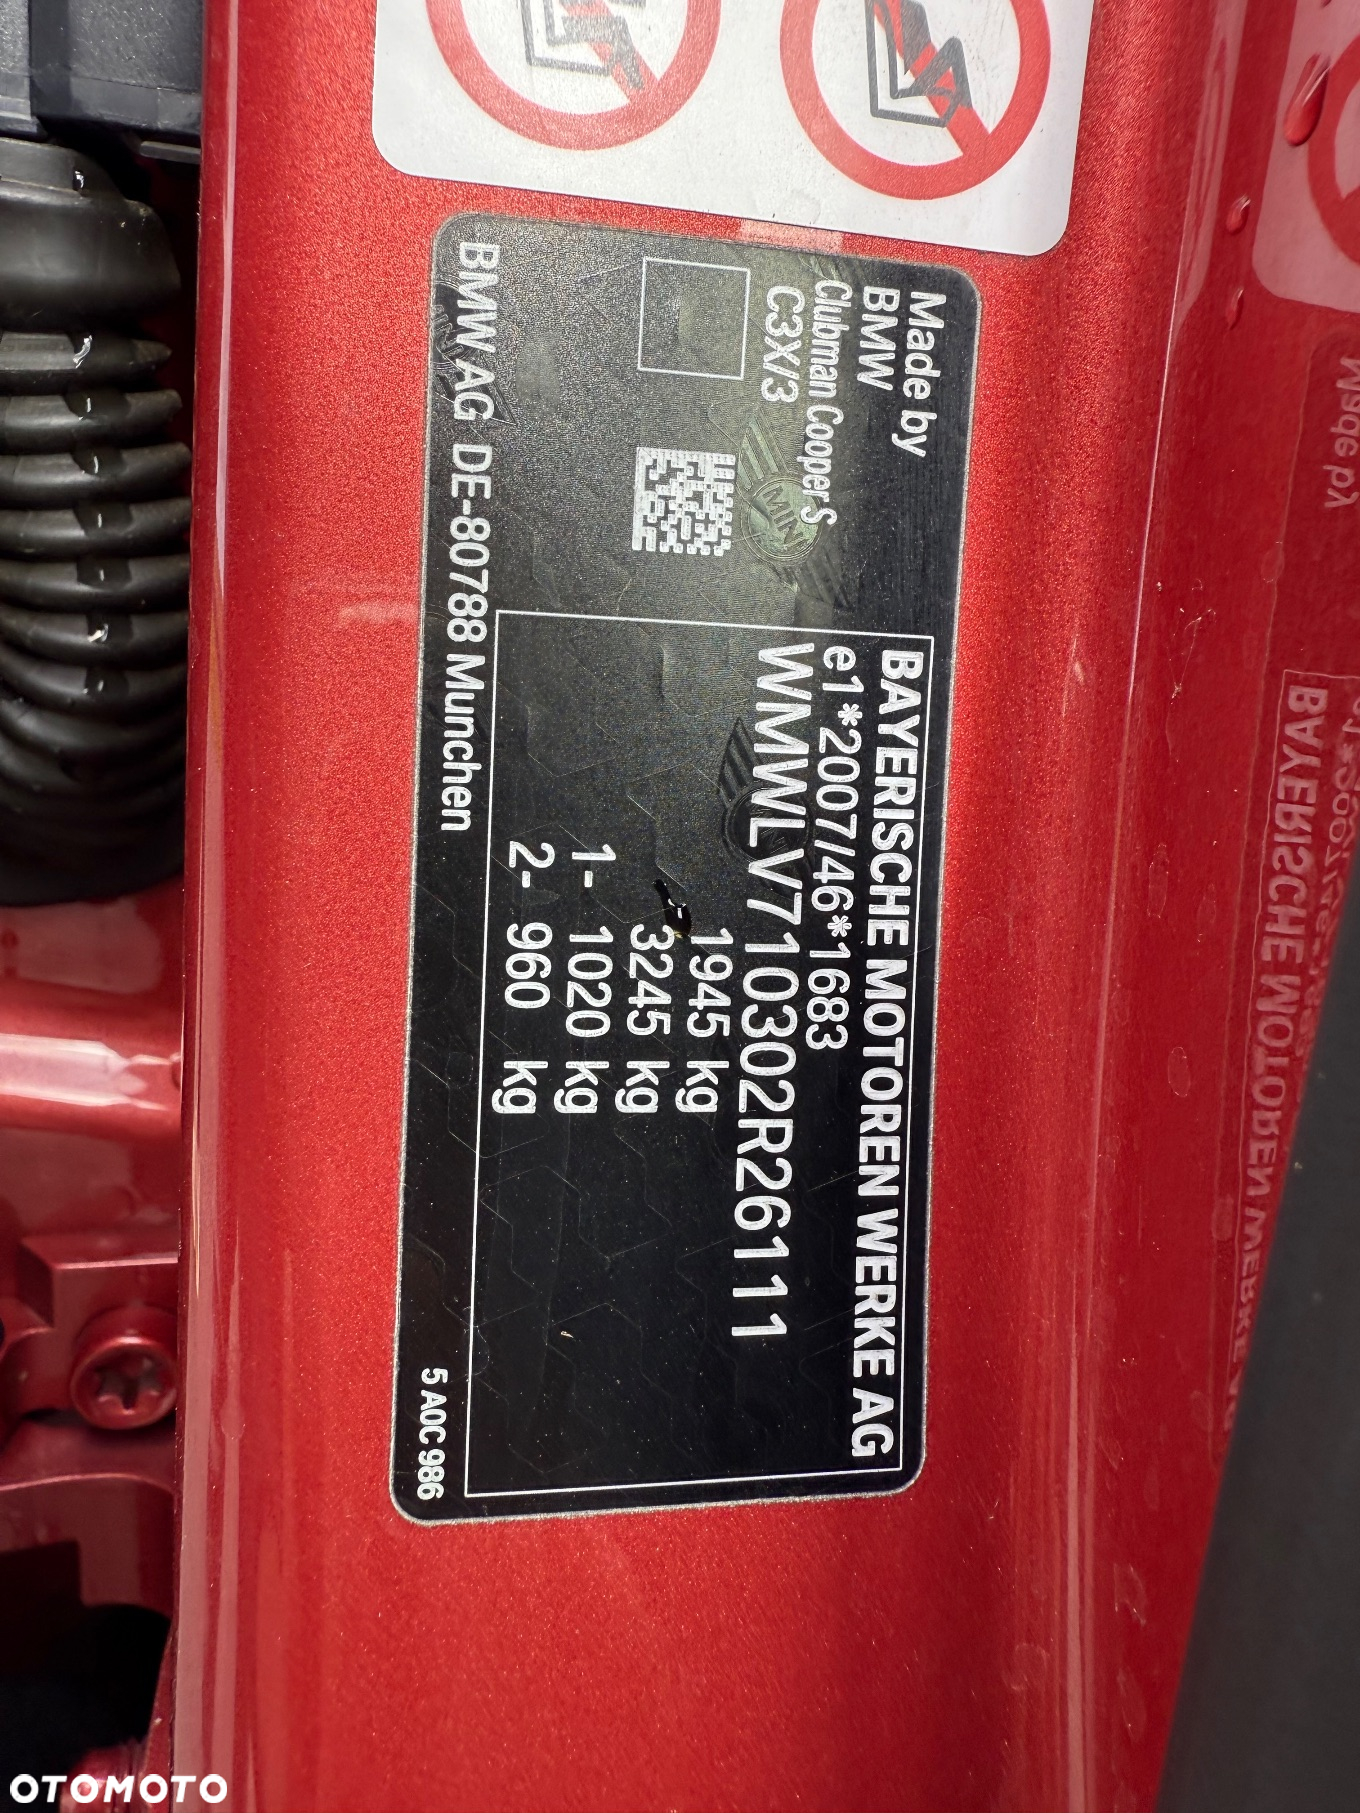 Made by
BMW
Clubman Cooper S
C3X/3
MINI
BAYERISCHE MOTOREN WERKE AG
e1*2007/46*1683
WMWLV710302R26111
1945 kg
3245 kg
1- 1020 kg
2- 960 kg
BMW AG DE-80788 Munchen
5 A0C 986
Made by
BAYERISCHE MOTOREN WERKE
OTOMOTO